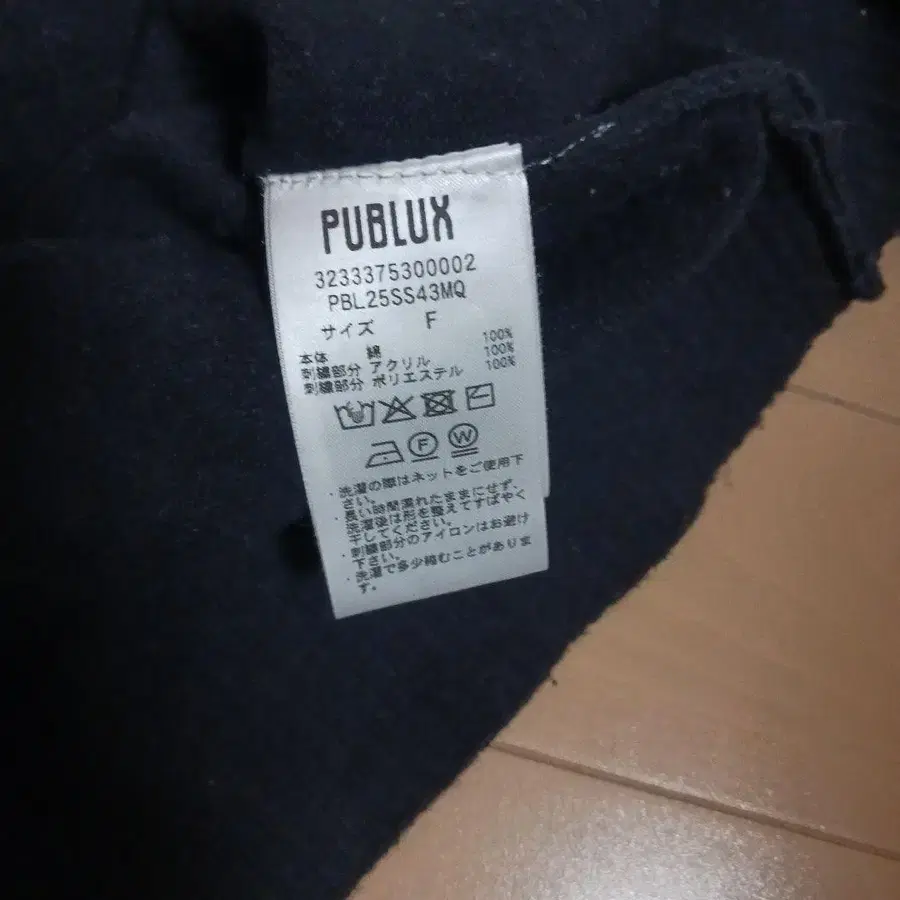 PUBLUX
3233375300002
PBL25SS43MQ
サイズ F
本体 綿 100%
刺繍部分 アクリル 100%
刺繍部分 ポリエステル 100%
F W
・洗濯の際はネットをご使用下
さい。
・長い時間濡れたままにせず、
洗濯後は形を整えてすばやく
干してください。
・刺繍部分のアイロンはお避け
下さい。
・洗濯で多少縮むことがありま
す。